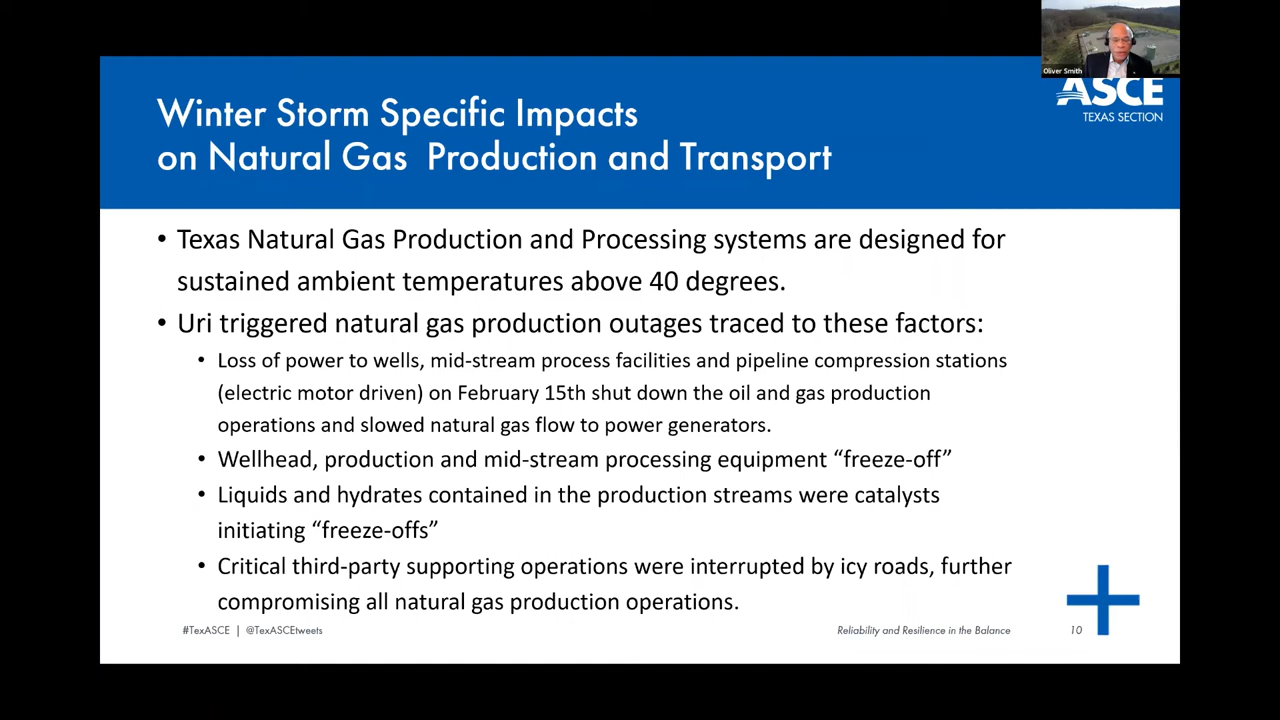 Oliver Smith
ASCE
TEXAS SECTION
Winter Storm Specific Impacts
on Natural Gas Production and Transport
• Texas Natural Gas Production and Processing systems are designed for
sustained ambient temperatures above 40 degrees.
• Uri triggered natural gas production outages traced to these factors:
• Loss of power to wells, mid-stream process facilities and pipeline compression stations
(electric motor driven) on February 15th shut down the oil and gas production
operations and slowed natural gas flow to power generators.
• Wellhead, production and mid-stream processing equipment “freeze-off”
• Liquids and hydrates contained in the production streams were catalysts
initiating “freeze-offs”
• Critical third-party supporting operations were interrupted by icy roads, further
compromising all natural gas production operations.
#TexASCE | @TexASCEtweets
Reliability and Resilience in the Balance
10